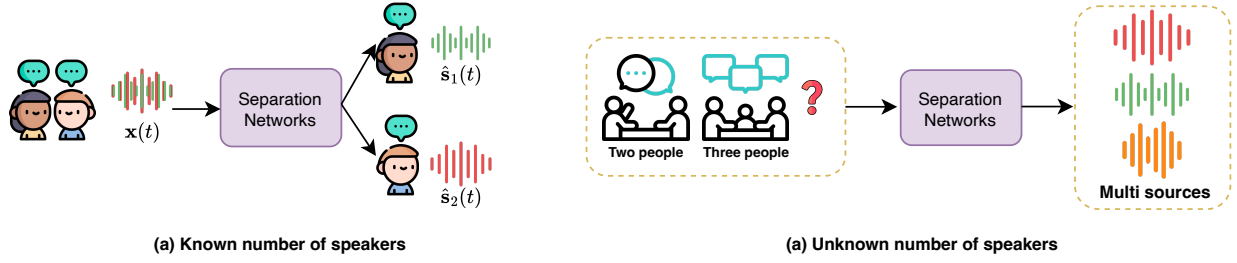 x(t)
Separation
Networks
ŝ₁(t)
ŝ₂(t)
(a) Known number of speakers
Two people
Three people
?
Separation
Networks
Multi sources
(a) Unknown number of speakers